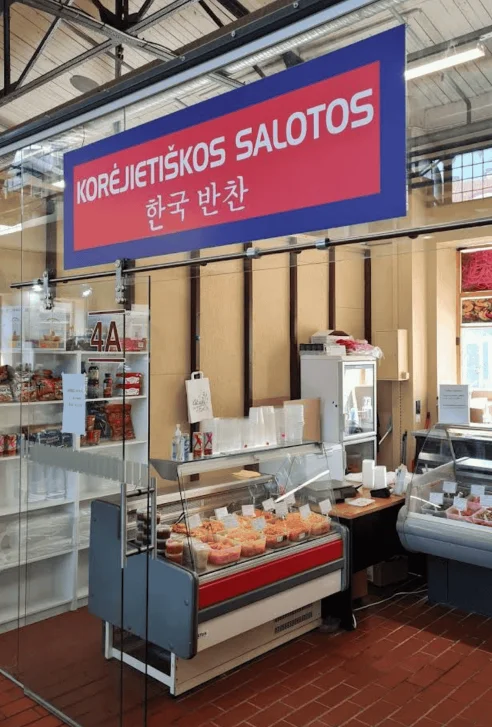 KORĖJIETIŠKOS SALOTOS
한국 반찬
4A